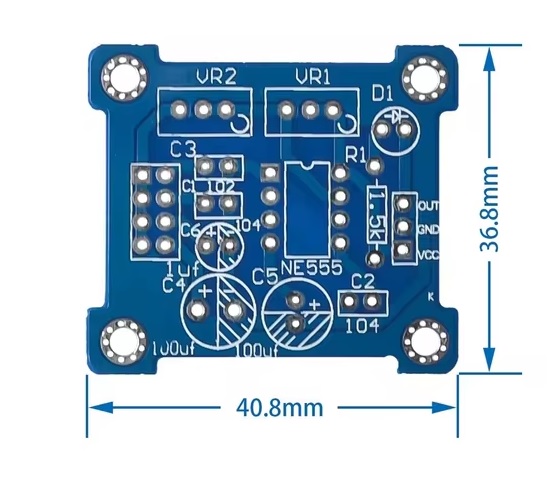 VR2 VR1
D1
C3
R1
C1 102
1.5k
OUT
C6 104
GND
1uf
NE555
VCC
C4
C5
C2
K
104
100uf 100uf
36.8mm
40.8mm